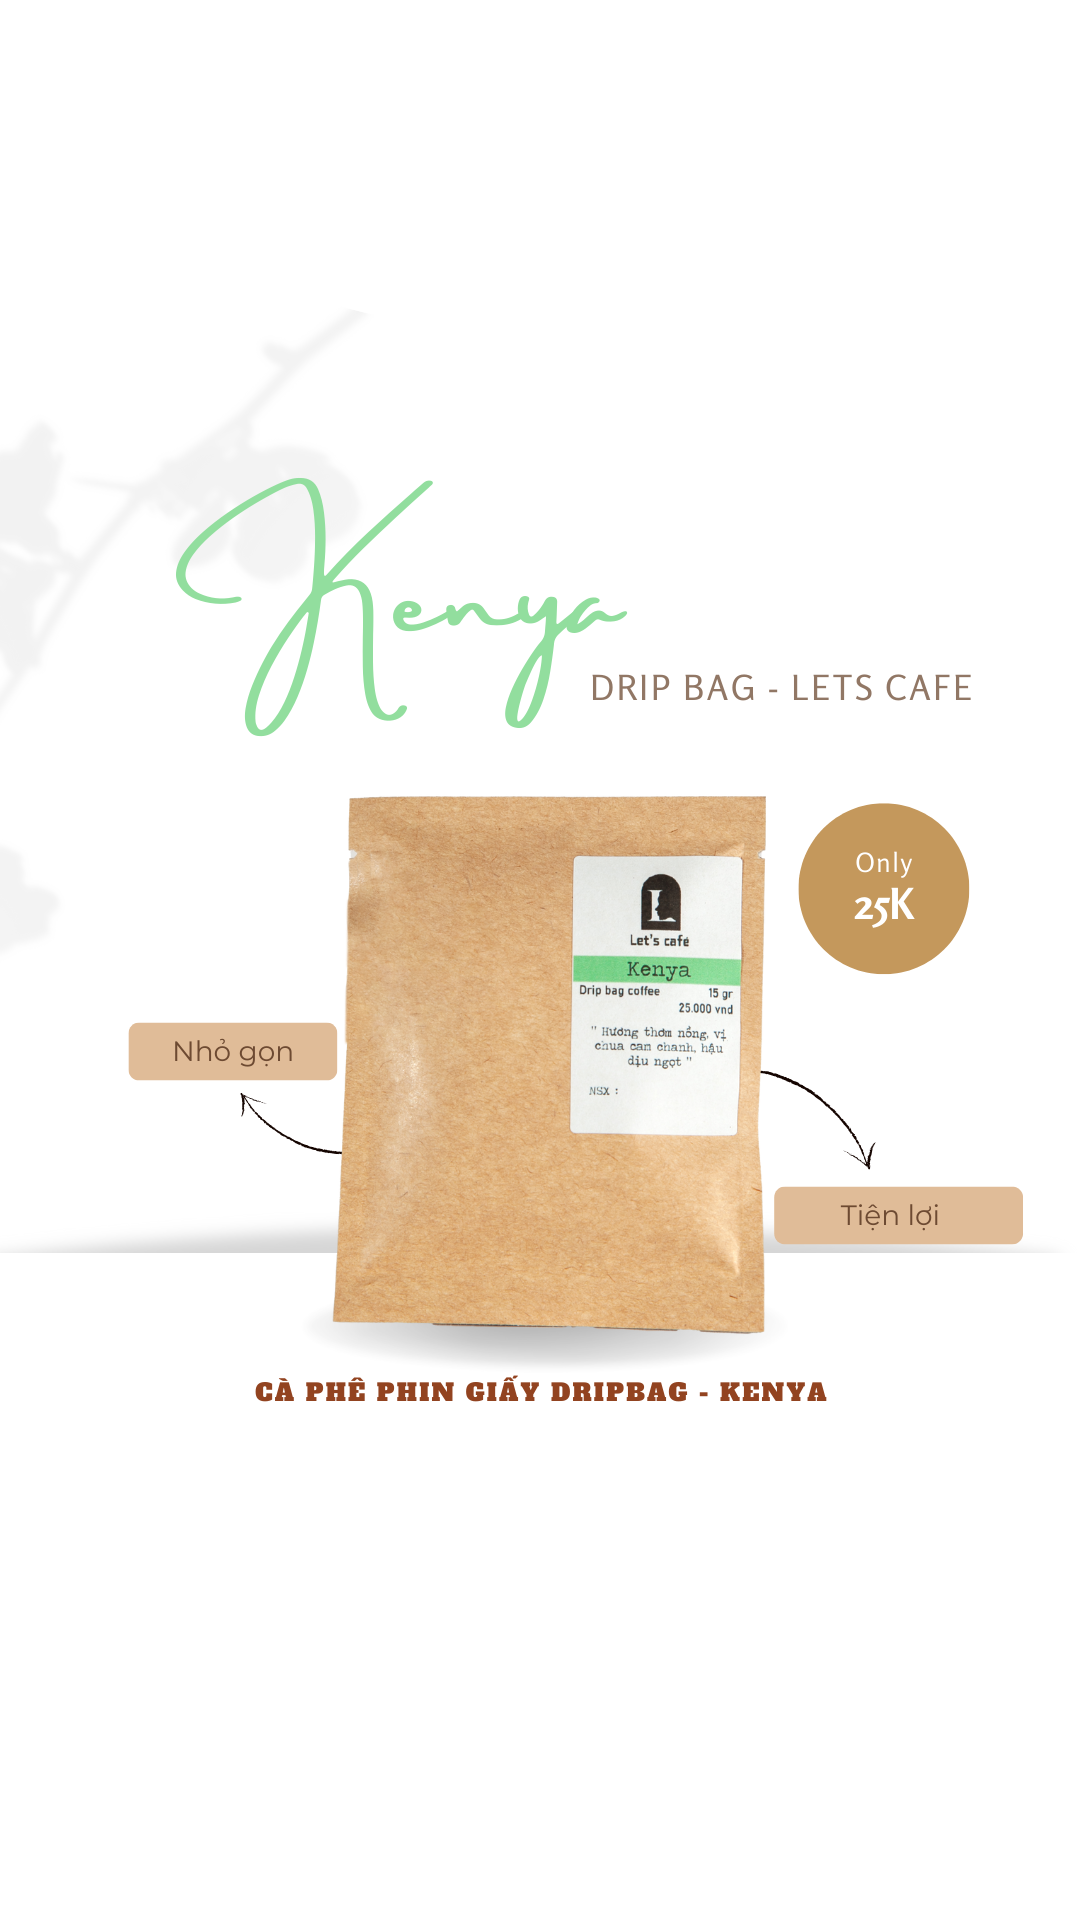 Kenya
DRIP BAG - LETS CAFE
Only
25K
L
Let's café
Kenya
Drip bag coffee 15 gr
25.000 vnd
" Hương thơm nồng, vị
chua cam chanh, hậu
dịu ngọt "
NSX :
Nhỏ gọn
Tiện lợi
CÀ PHÊ PHIN GIẤY DRIPBAG - KENYA